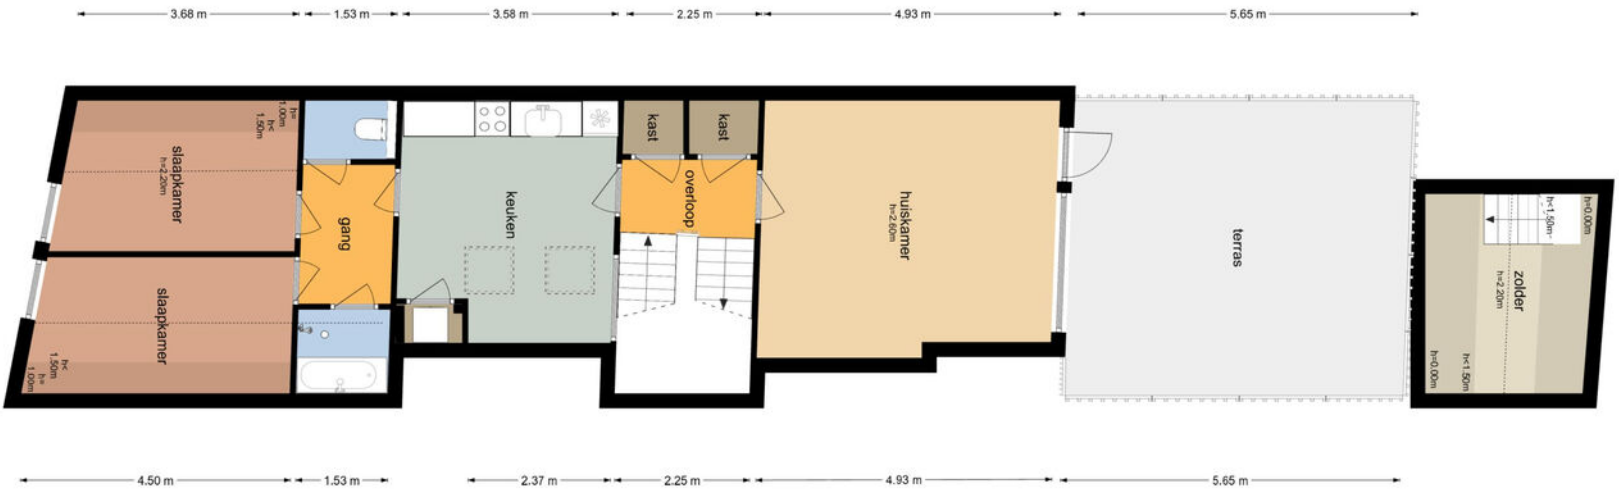 3.68 m
1.53 m
3.58 m
2.25 m
4.93 m
5.65 m
slaapkamer
h=2.20m
h=
1.00m
h<
1.50m
kast
kast
overloop
keuken
gang
huiskamer
h=2.60m
terras
zolder
h=2.20m
h<1.50m
h=0.00m
h<1.50m
h=0.00m
slaapkamer
h<
1.50m
h=
1.00m
4.50 m
1.53 m
2.37 m
2.25 m
4.93 m
5.65 m